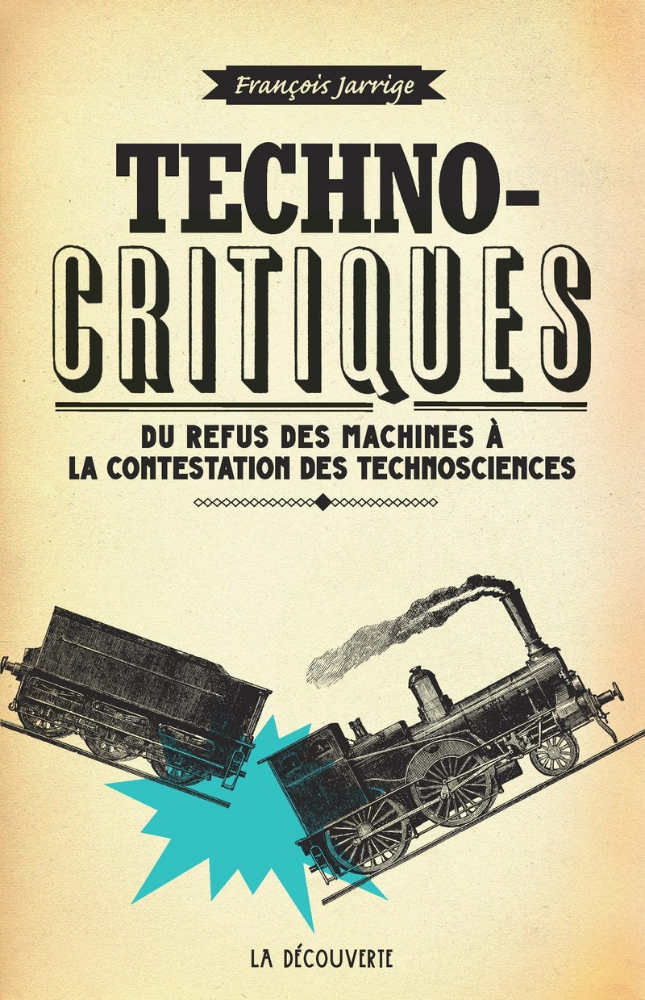 François Jarrige
TECHNO-
CRITIQUES
DU REFUS DES MACHINES À
LA CONTESTATION DES TECHNOSCIENCES
LA DÉCOUVERTE